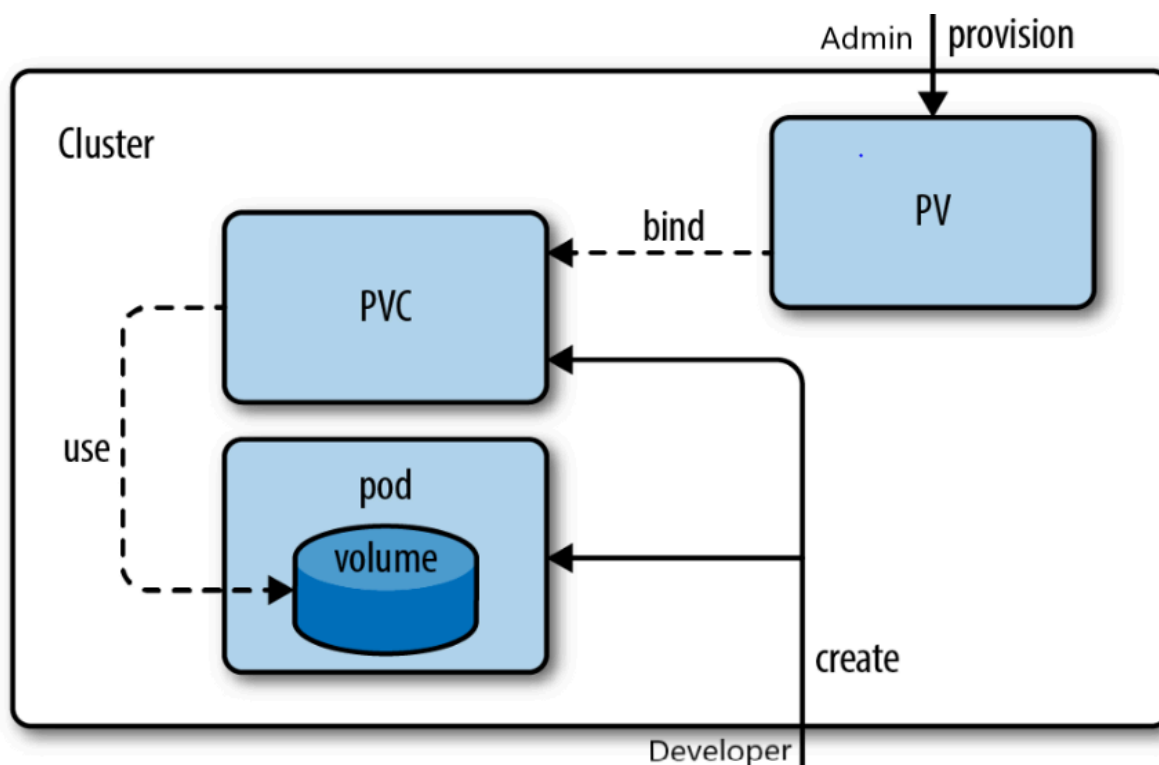 Admin provision
Cluster
PV
bind
PVC
use
pod
volume
create
Developer